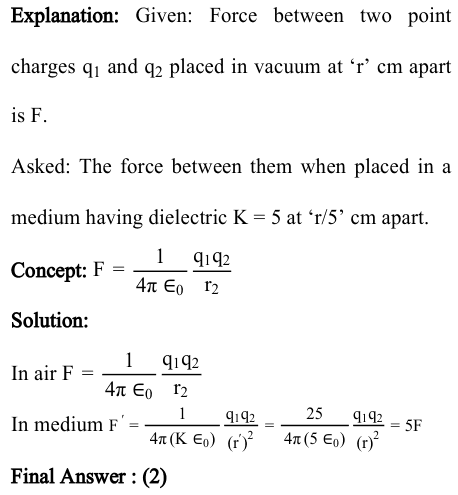 Explanation: Given: Force between two point
charges q₁ and q₂ placed in vacuum at ‘r’ cm apart
is F.
Asked: The force between them when placed in a
medium having dielectric K = 5 at ‘r/5’ cm apart.
Concept: F = 1/(4π ∈₀) q₁q₂/r₂
Solution:
In air F = 1/(4π ∈₀) q₁q₂/r₂
In medium F′ = 1/(4π(K ∈₀)) q₁q₂/(r′)² = 25/(4π(5 ∈₀)) q₁q₂/(r)² = 5F
Final Answer : (2)